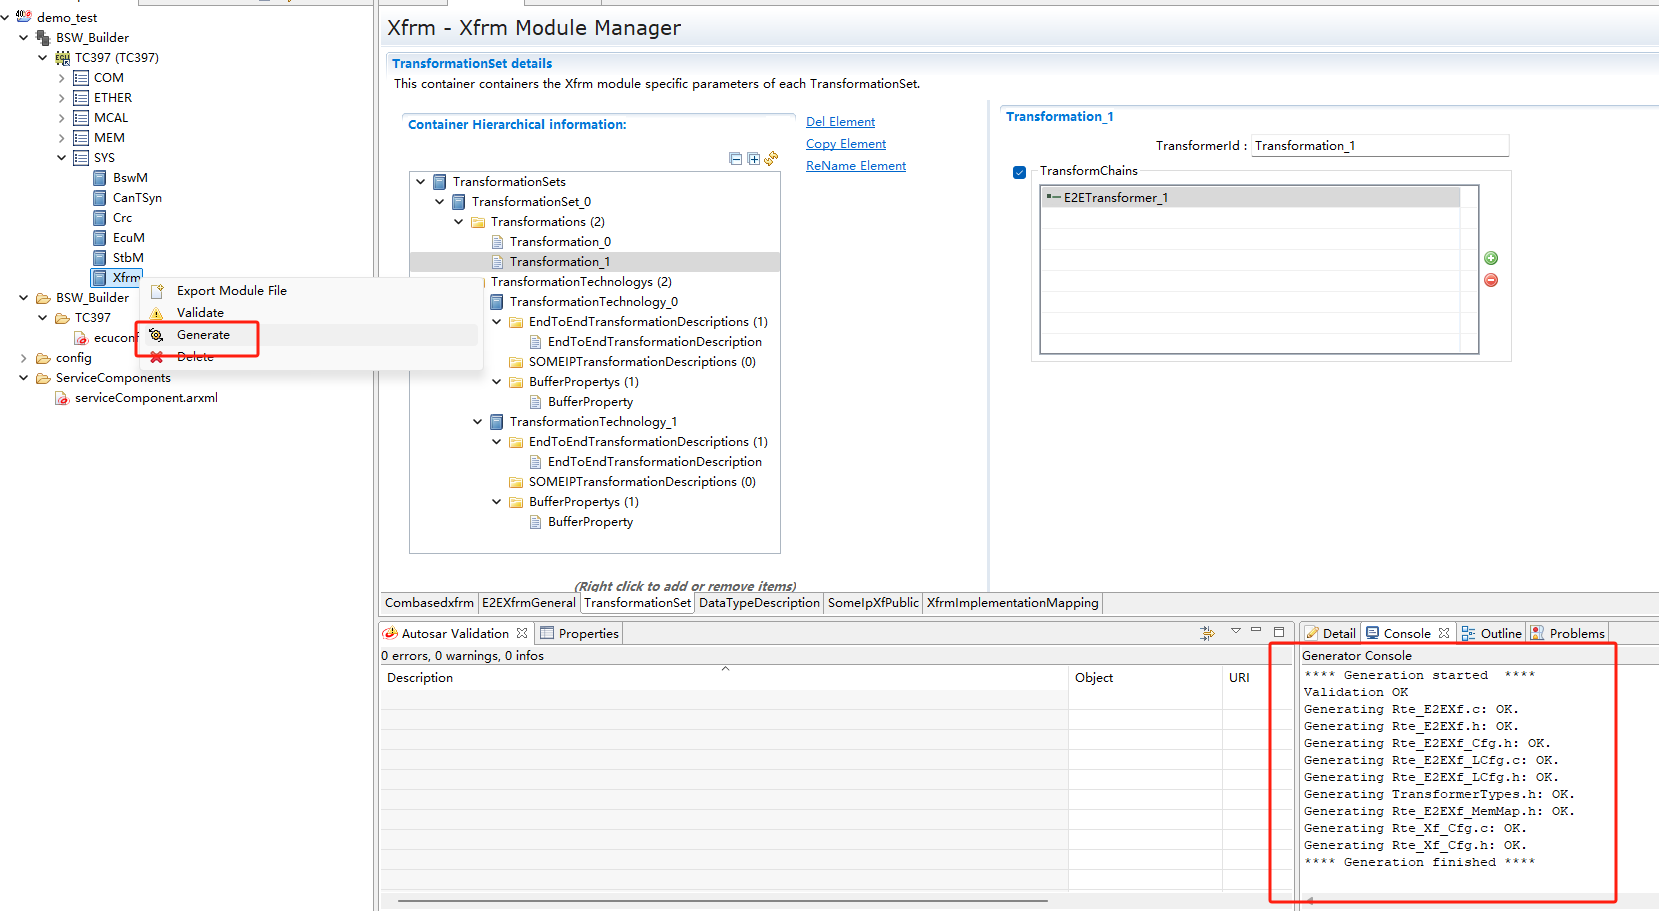 demo_test
BSW_Builder
TC397 (TC397)
COM
ETHER
MCAL
MEM
SYS
BswM
CanTSyn
Crc
EcuM
StbM
Xfrm
BSW_Builder
TC397
ecuconf
config
ServiceComponents
serviceComponent.arxml
Export Module File
Validate
Generate
Delete
Xfrm - Xfrm Module Manager
TransformationSet details
This container containers the Xfrm module specific parameters of each TransformationSet.
Container Hierarchical information:
Del Element
Copy Element
ReName Element
TransformationSets
TransformationSet_0
Transformations (2)
Transformation_0
Transformation_1
TransformationTechnologys (2)
TransformationTechnology_0
EndToEndTransformationDescriptions (1)
EndToEndTransformationDescription
SOMEIPTransformationDescriptions (0)
BufferPropertys (1)
BufferProperty
TransformationTechnology_1
EndToEndTransformationDescriptions (1)
EndToEndTransformationDescription
SOMEIPTransformationDescriptions (0)
BufferPropertys (1)
BufferProperty
(Right click to add or remove items)
Transformation_1
TransformerId : Transformation_1
TransformChains
E2ETransformer_1
Combasedxfrm E2EXfrmGeneral TransformationSet DataTypeDescription SomeIpXfPublic XfrmImplementationMapping
Autosar Validation Properties
0 errors, 0 warnings, 0 infos
Description Object URI
Detail Console Outline Problems
Generator Console
**** Generation started ****
Validation OK
Generating Rte_E2EXf.c: OK.
Generating Rte_E2EXf.h: OK.
Generating Rte_E2EXf_Cfg.h: OK.
Generating Rte_E2EXf_LCfg.c: OK.
Generating Rte_E2EXf_LCfg.h: OK.
Generating TransformerTypes.h: OK.
Generating Rte_E2EXf_MemMap.h: OK.
Generating Rte_Xf_Cfg.c: OK.
Generating Rte_Xf_Cfg.h: OK.
**** Generation finished ****